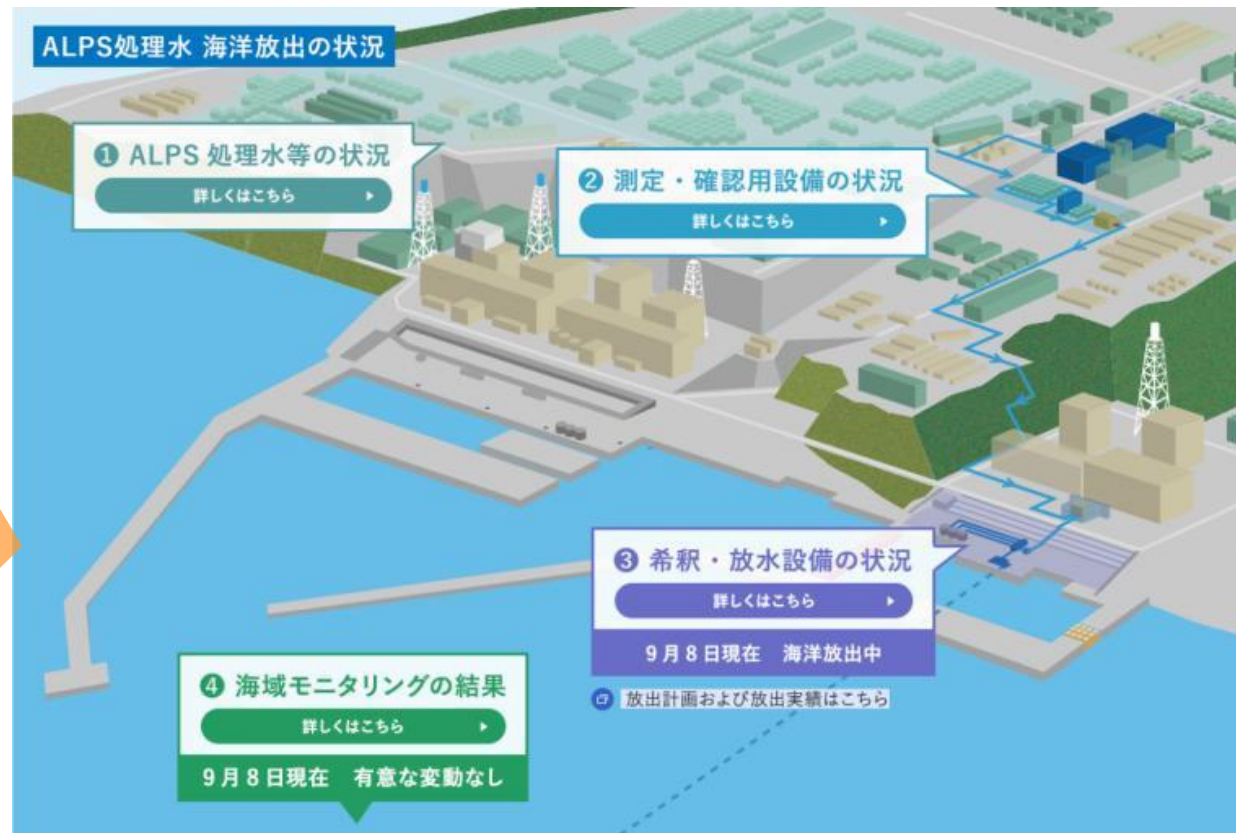 ALPS処理水 海洋放出の状況
❶ ALPS 処理水等の状況
詳しくはこちら
❷ 測定・確認用設備の状況
詳しくはこちら
❸ 希釈・放水設備の状況
詳しくはこちら
9月8日現在 海洋放出中
放出計画および放出実績はこちら
❹ 海域モニタリングの結果
詳しくはこちら
9月8日現在 有意な変動なし